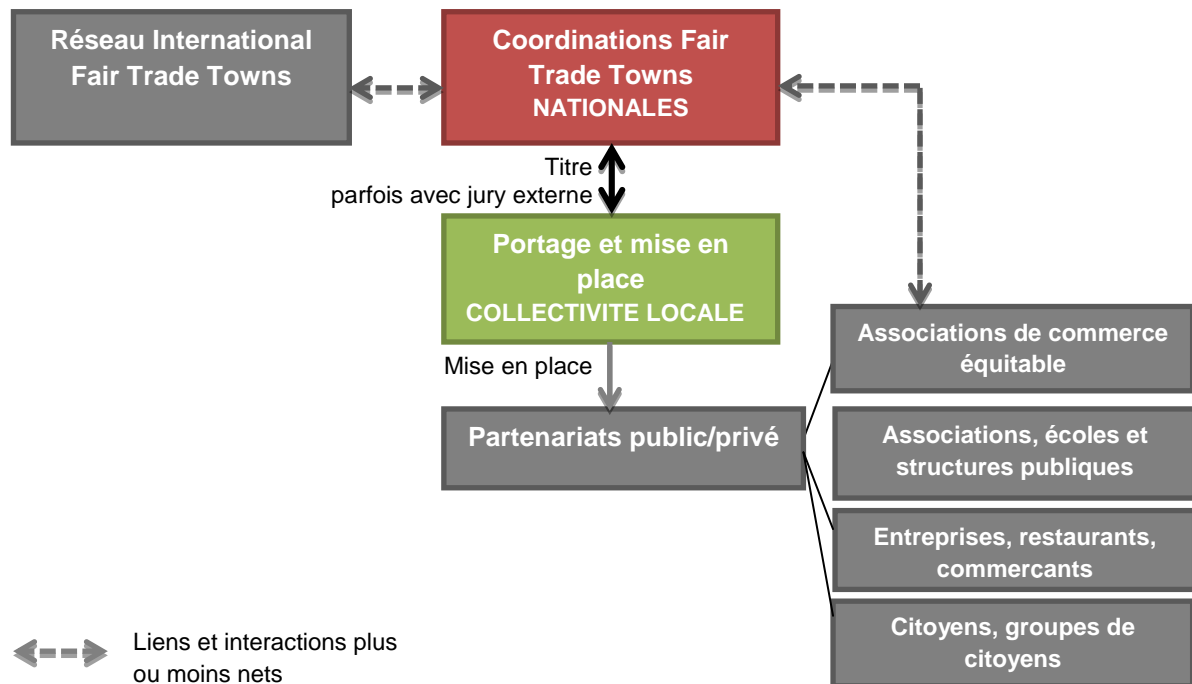 Réseau International
Fair Trade Towns
Coordinations Fair
Trade Towns
NATIONALES
Titre
parfois avec jury externe
Portage et mise en
place
COLLECTIVITE LOCALE
Mise en place
Partenariats public/privé
Associations de commerce
équitable
Associations, écoles et
structures publiques
Entreprises, restaurants,
commercants
Citoyens, groupes de
citoyens
Liens et interactions plus
ou moins nets